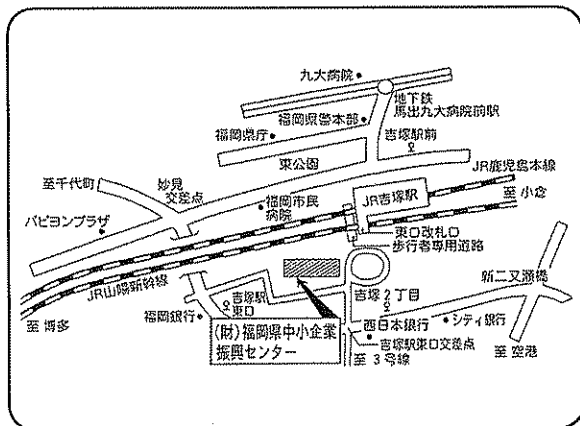 九大病院
地下鉄
馬出九大病院前駅
福岡県警本部
福岡県庁
吉塚駅前
東公園
JR鹿児島本線
至千代町
妙見
交差点
福岡市民
病院
JR吉塚駅
至 小倉
パピヨンプラザ
東口改札口
歩行者専用道路
新二又瀬橋
JR山陽新幹線
吉塚駅
東口
吉塚2丁目
至 博多
福岡銀行
(財)福岡県中小企業
振興センター
西日本銀行
シティ銀行
吉塚駅東口交差点
至 空港
至 3号線